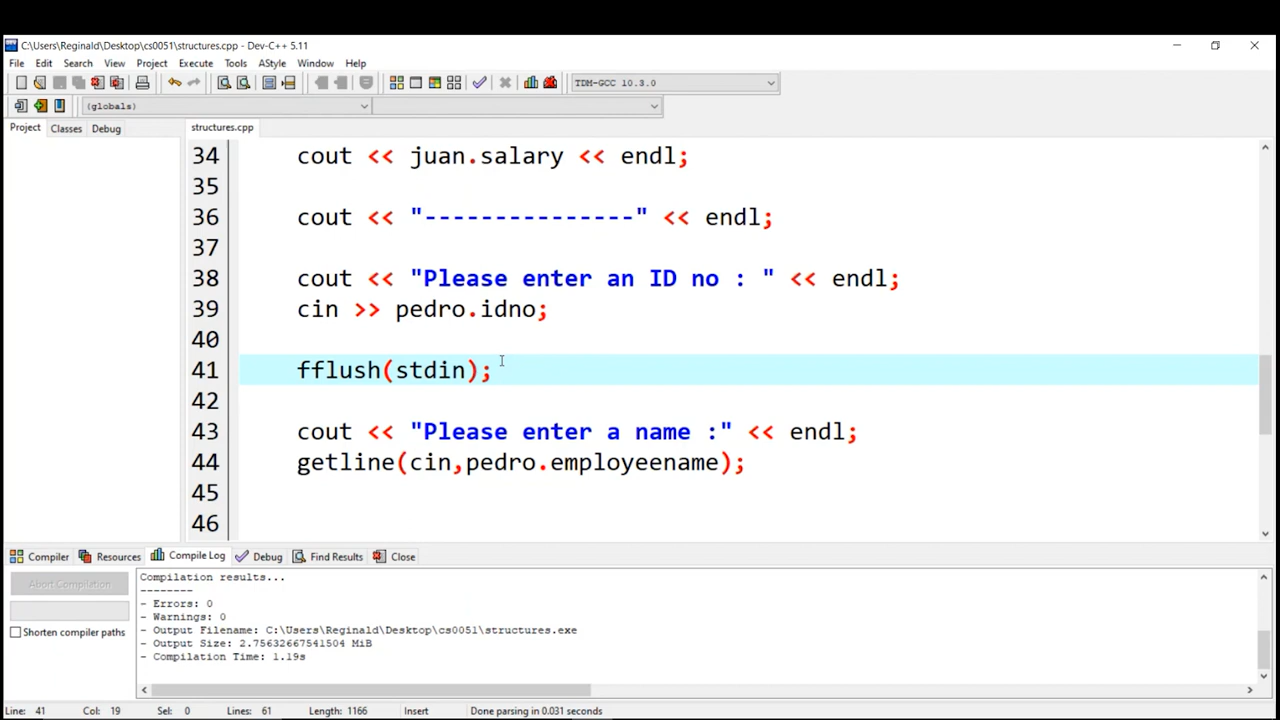 C:\Users\Reginald\Desktop\cs0051\structures.cpp - Dev-C++ 5.11
File Edit Search View Project Execute Tools AStyle Window Help
TDM-GCC 10.3.0
(globals)
Project Classes Debug structures.cpp
34 cout << juan.salary << endl;
35
36 cout << "---------------" << endl;
37
38 cout << "Please enter an ID no : " << endl;
39 cin >> pedro.idno;
40
41 fflush(stdin);
42
43 cout << "Please enter a name :" << endl;
44 getline(cin,pedro.employeename);
45
46
Compiler Resources Compile Log Debug Find Results Close
Abort Compilation
Shorten compiler paths
Compilation results...
--------
- Errors: 0
- Warnings: 0
- Output Filename: C:\Users\Reginald\Desktop\cs0051\structures.exe
- Output Size: 2.75632667541504 MiB
- Compilation Time: 1.19s
Line: 41 Col: 19 Sel: 0 Lines: 61 Length: 1166 Insert Done parsing in 0.031 seconds